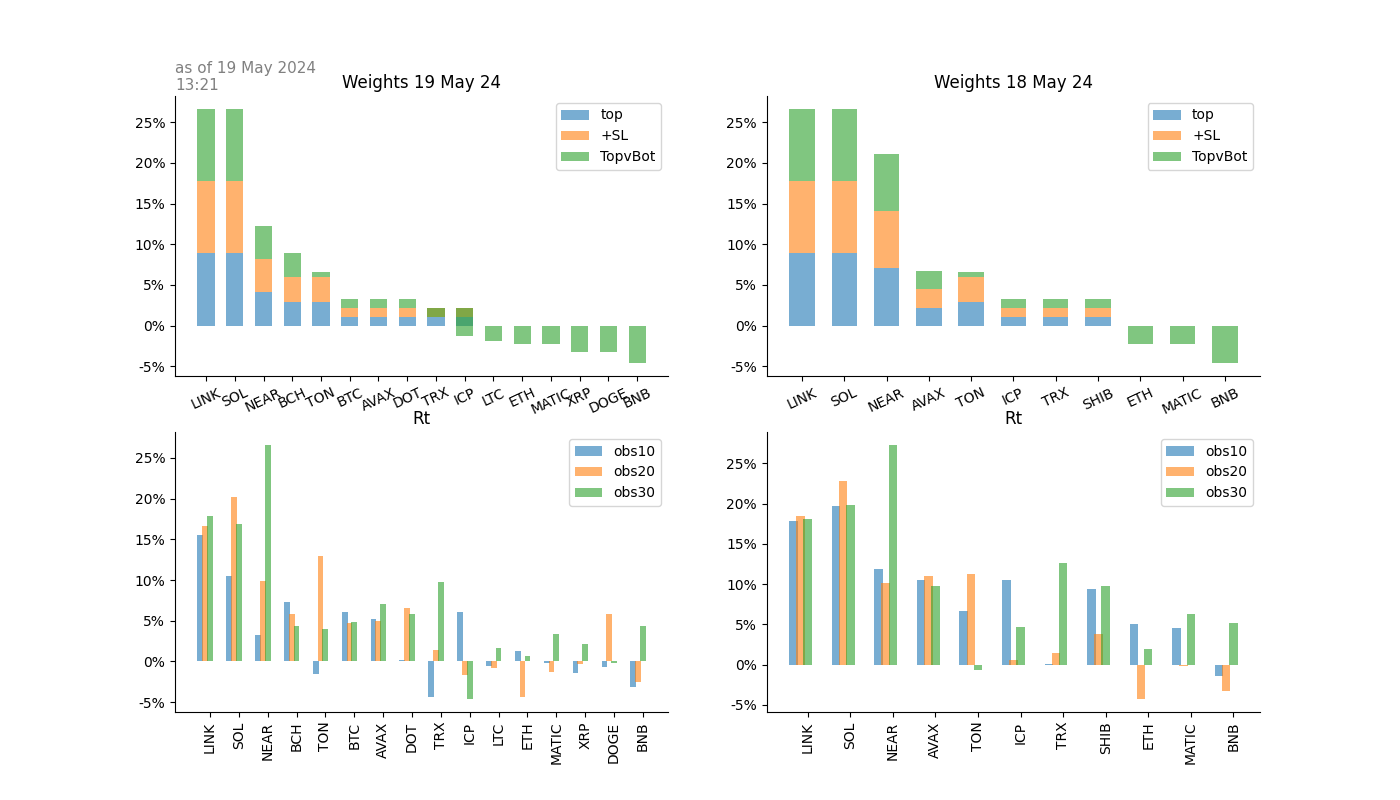 as of 19 May 2024
13:21
Weights 19 May 24
25%
20%
15%
10%
5%
0%
-5%
top
+SL
TopvBot
LINK SOL NEAR BCH TON BTC AVAX DOT TRX ICP LTC ETH MATIC XRP DOGE BNB
Weights 18 May 24
25%
20%
15%
10%
5%
0%
-5%
top
+SL
TopvBot
LINK SOL NEAR AVAX TON ICP TRX SHIB ETH MATIC BNB
Rt
25%
20%
15%
10%
5%
0%
-5%
obs10
obs20
obs30
LINK SOL NEAR BCH TON BTC AVAX DOT TRX ICP LTC ETH MATIC XRP DOGE BNB
Rt
25%
20%
15%
10%
5%
0%
-5%
obs10
obs20
obs30
LINK SOL NEAR AVAX TON ICP TRX SHIB ETH MATIC BNB